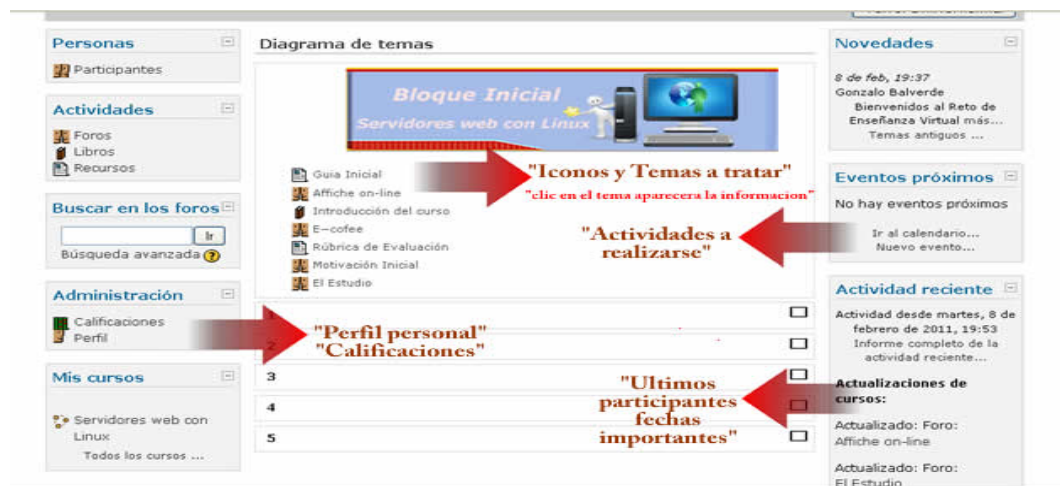 Personas
Participantes
Actividades
Foros
Libros
Recursos
Buscar en los foros
Ir
Búsqueda avanzada
Administración
Calificaciones
Perfil
Mis cursos
Servidores web con
Linux
Todos los cursos ...
Diagrama de temas
Bloque Inicial
Servidores web con Linux
Guia Inicial
Affiche on-line
Introducción del curso
E-cofee
Rúbrica de Evaluación
Motivación Inicial
El Estudio
"Iconos y Temas a tratar"
"clic en el tema aparecera la informacion"
"Actividades a
realizarse"
1
"Perfil personal"
2
"Calificaciones"
3
4
5
"Ultimos
participantes
fechas
importantes"
Novedades
8 de feb, 19:37
Gonzalo Balverde
Bienvenidos al Reto de
Enseñanza Virtual más...
Temas antiguos ...
Eventos próximos
No hay eventos próximos
Ir al calendario...
Nuevo evento...
Actividad reciente
Actividad desde martes, 8 de
febrero de 2011, 19:53
Informe completo de la
actividad reciente...
Actualizaciones de
cursos:
Actualizado: Foro:
Affiche on-line
Actualizado: Foro:
El Estudio